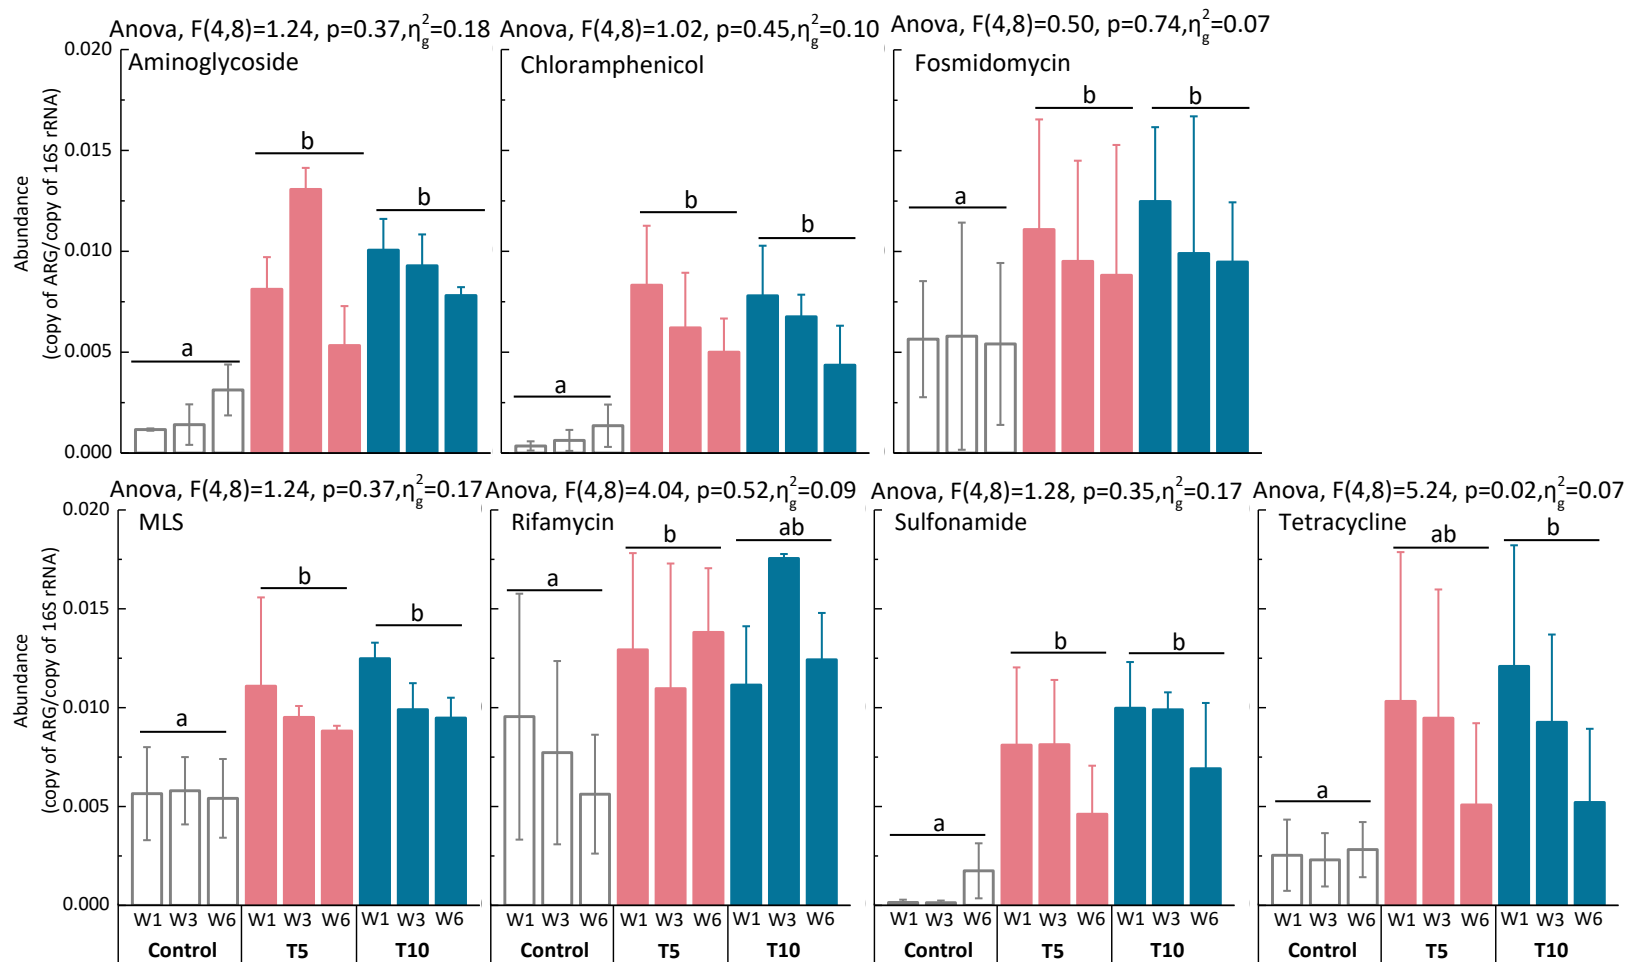 Anova, F(4,8)=1.24, p=0.37,η²g=0.18
Anova, F(4,8)=1.02, p=0.45,η²g=0.10
Anova, F(4,8)=0.50, p=0.74,η²g=0.07
Aminoglycoside
Chloramphenicol
Fosmidomycin
Abundance
(copy of ARG/copy of 16S rRNA)
0.020
0.015
0.010
0.005
0.000
a
b
b
a
b
b
a
b
b
Anova, F(4,8)=1.24, p=0.37,η²g=0.17
Anova, F(4,8)=4.04, p=0.52,η²g=0.09
Anova, F(4,8)=1.28, p=0.35,η²g=0.17
Anova, F(4,8)=5.24, p=0.02,η²g=0.07
MLS
Rifamycin
Sulfonamide
Tetracycline
Abundance
(copy of ARG/copy of 16S rRNA)
0.020
0.015
0.010
0.005
0.000
a
b
b
a
b
ab
a
b
b
a
ab
b
W1 W3 W6 W1 W3 W6 W1 W3 W6
Control T5 T10
W1 W3 W6 W1 W3 W6 W1 W3 W6
Control T5 T10
W1 W3 W6 W1 W3 W6 W1 W3 W6
Control T5 T10
W1 W3 W6 W1 W3 W6 W1 W3 W6
Control T5 T10